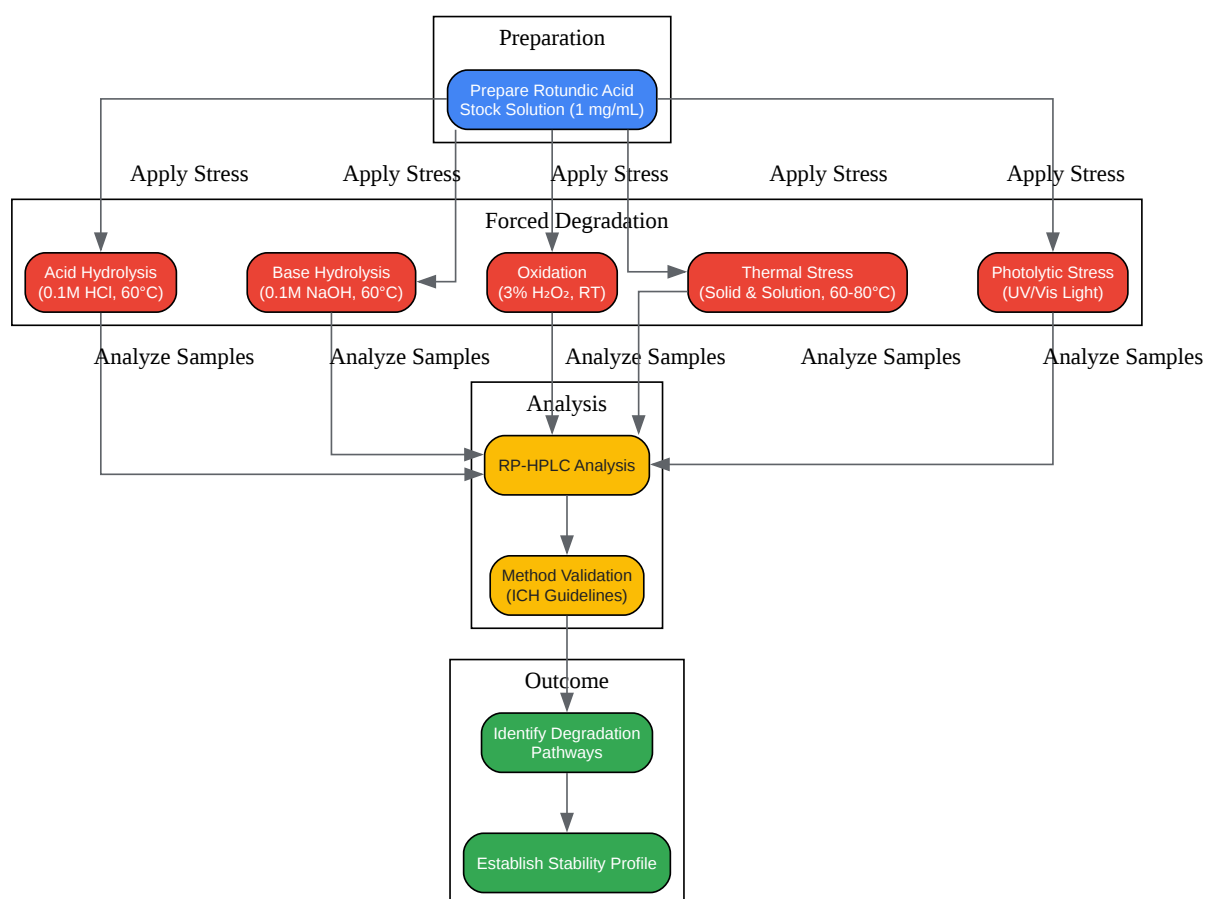 Preparation
Prepare Rotundic Acid
Stock Solution (1 mg/mL)
Apply Stress
Apply Stress
Apply Stress
Apply Stress
Apply Stress
Forced Degradation
Acid Hydrolysis
(0.1M HCl, 60°C)
Base Hydrolysis
(0.1M NaOH, 60°C)
Oxidation
(3% H₂O₂, RT)
Thermal Stress
(Solid & Solution, 60-80°C)
Photolytic Stress
(UV/Vis Light)
Analyze Samples
Analyze Samples
Analyze Samples
Analyze Samples
Analyze Samples
Analysis
RP-HPLC Analysis
Method Validation
(ICH Guidelines)
Outcome
Identify Degradation
Pathways
Establish Stability Profile